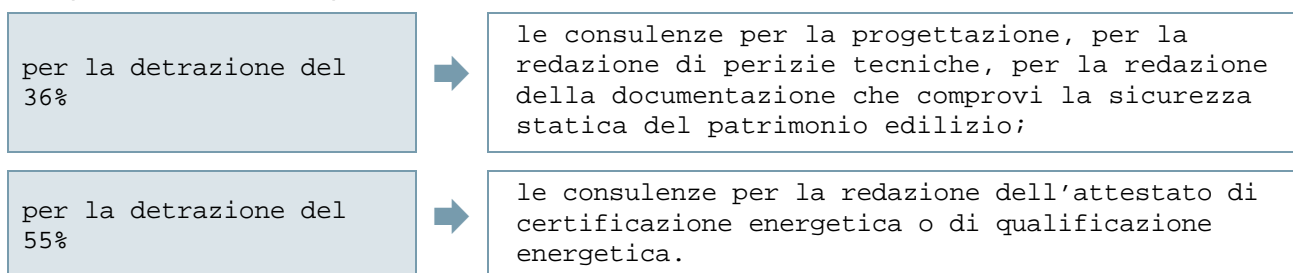 per la detrazione del
36%
le consulenze per la progettazione, per la
redazione di perizie tecniche, per la redazione
della documentazione che comprovi la sicurezza
statica del patrimonio edilizio;
per la detrazione del
55%
le consulenze per la redazione dell’attestato di
certificazione energetica o di qualificazione
energetica.